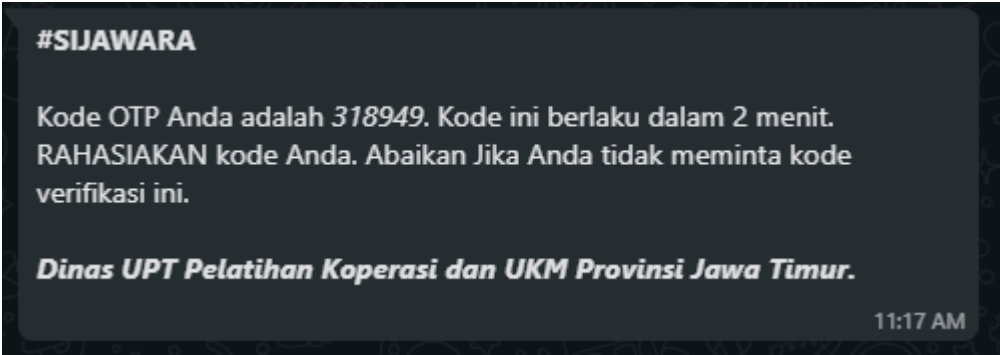 #SIJAWARA
Kode OTP Anda adalah 318949. Kode ini berlaku dalam 2 menit.
RAHASIAKAN kode Anda. Abaikan Jika Anda tidak meminta kode
verifikasi ini.
Dinas UPT Pelatihan Koperasi dan UKM Provinsi Jawa Timur.
11:17 AM